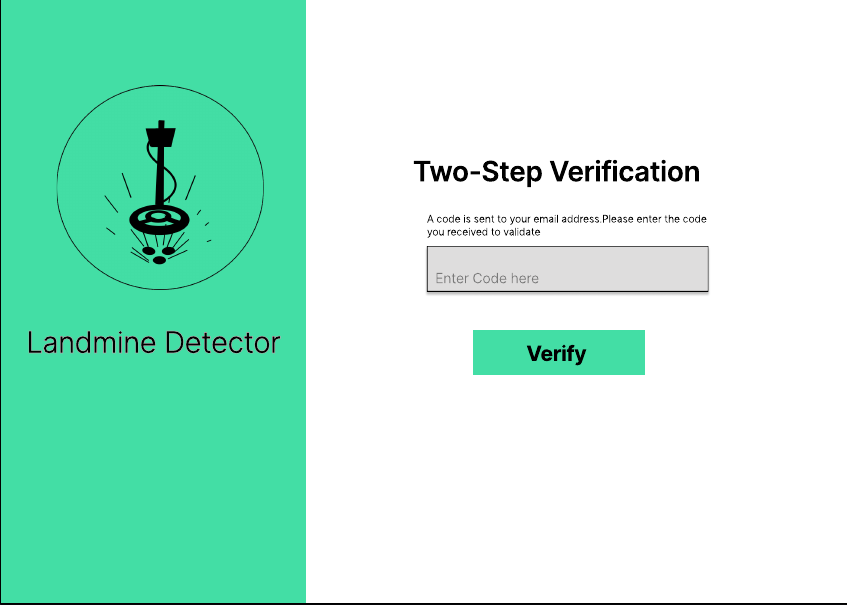 Landmine Detector
Two-Step Verification
A code is sent to your email address.Please enter the code
you received to validate
Enter Code here
Verify